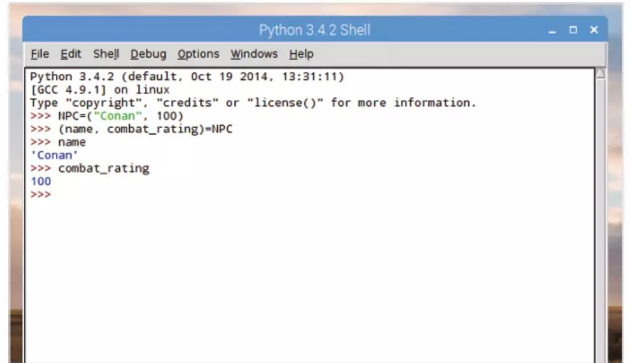 Python 3.4.2 Shell
File Edit Shell Debug Options Windows Help
Python 3.4.2 (default, Oct 19 2014, 13:31:11)
[GCC 4.9.1] on linux
Type "copyright", "credits" or "license()" for more information.
>>> NPC=("Conan", 100)
>>> (name, combat_rating)=NPC
>>> name
'Conan'
>>> combat_rating
100
>>>